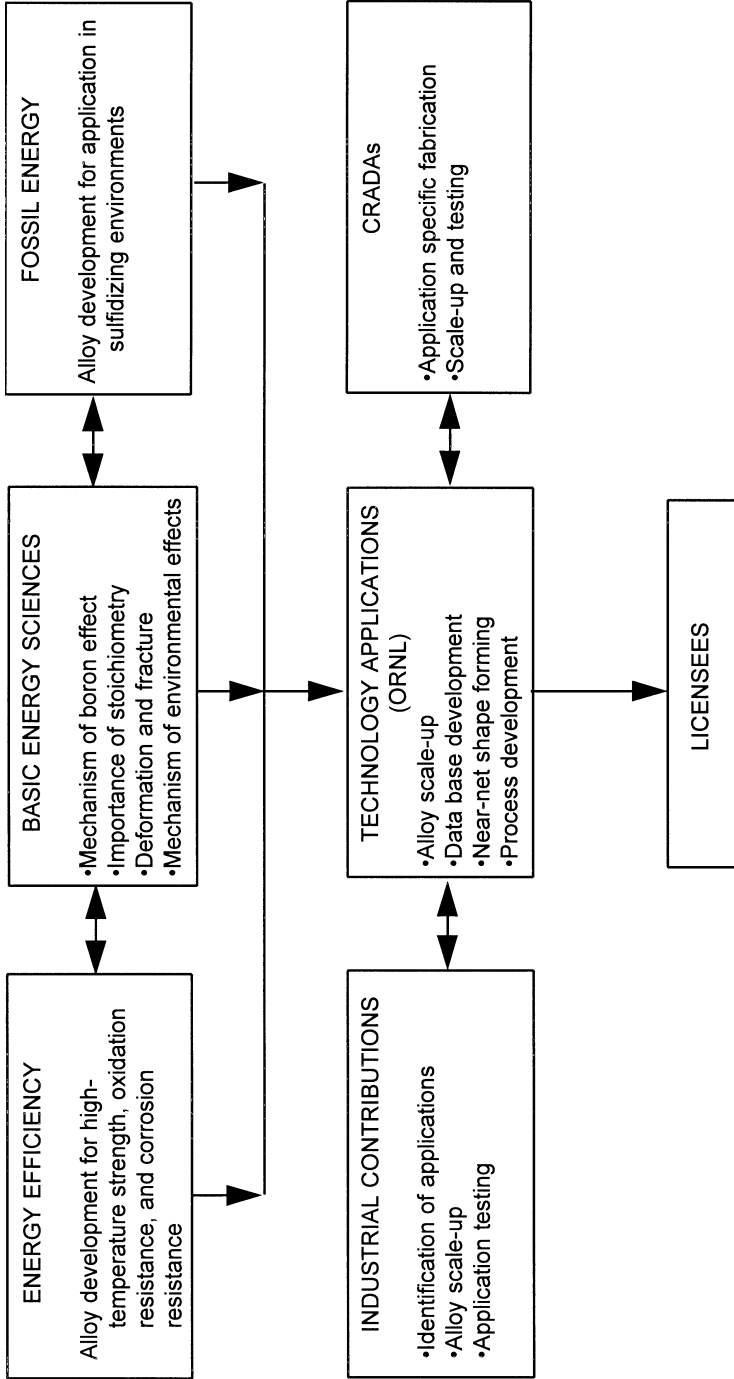 ENERGY EFFICIENCY
Alloy development for high-
temperature strength, oxidation
resistance, and corrosion
resistance
BASIC ENERGY SCIENCES
•Mechanism of boron effect
•Importance of stoichiometry
•Deformation and fracture
•Mechanism of environmental effects
FOSSIL ENERGY
Alloy development for application in
sulfidizing environments
INDUSTRIAL CONTRIBUTIONS
•Identification of applications
•Alloy scale-up
•Application testing
TECHNOLOGY APPLICATIONS
(ORNL)
•Alloy scale-up
•Data base development
•Near-net shape forming
•Process development
CRADAs
•Application specific fabrication
•Scale-up and testing
LICENSEES